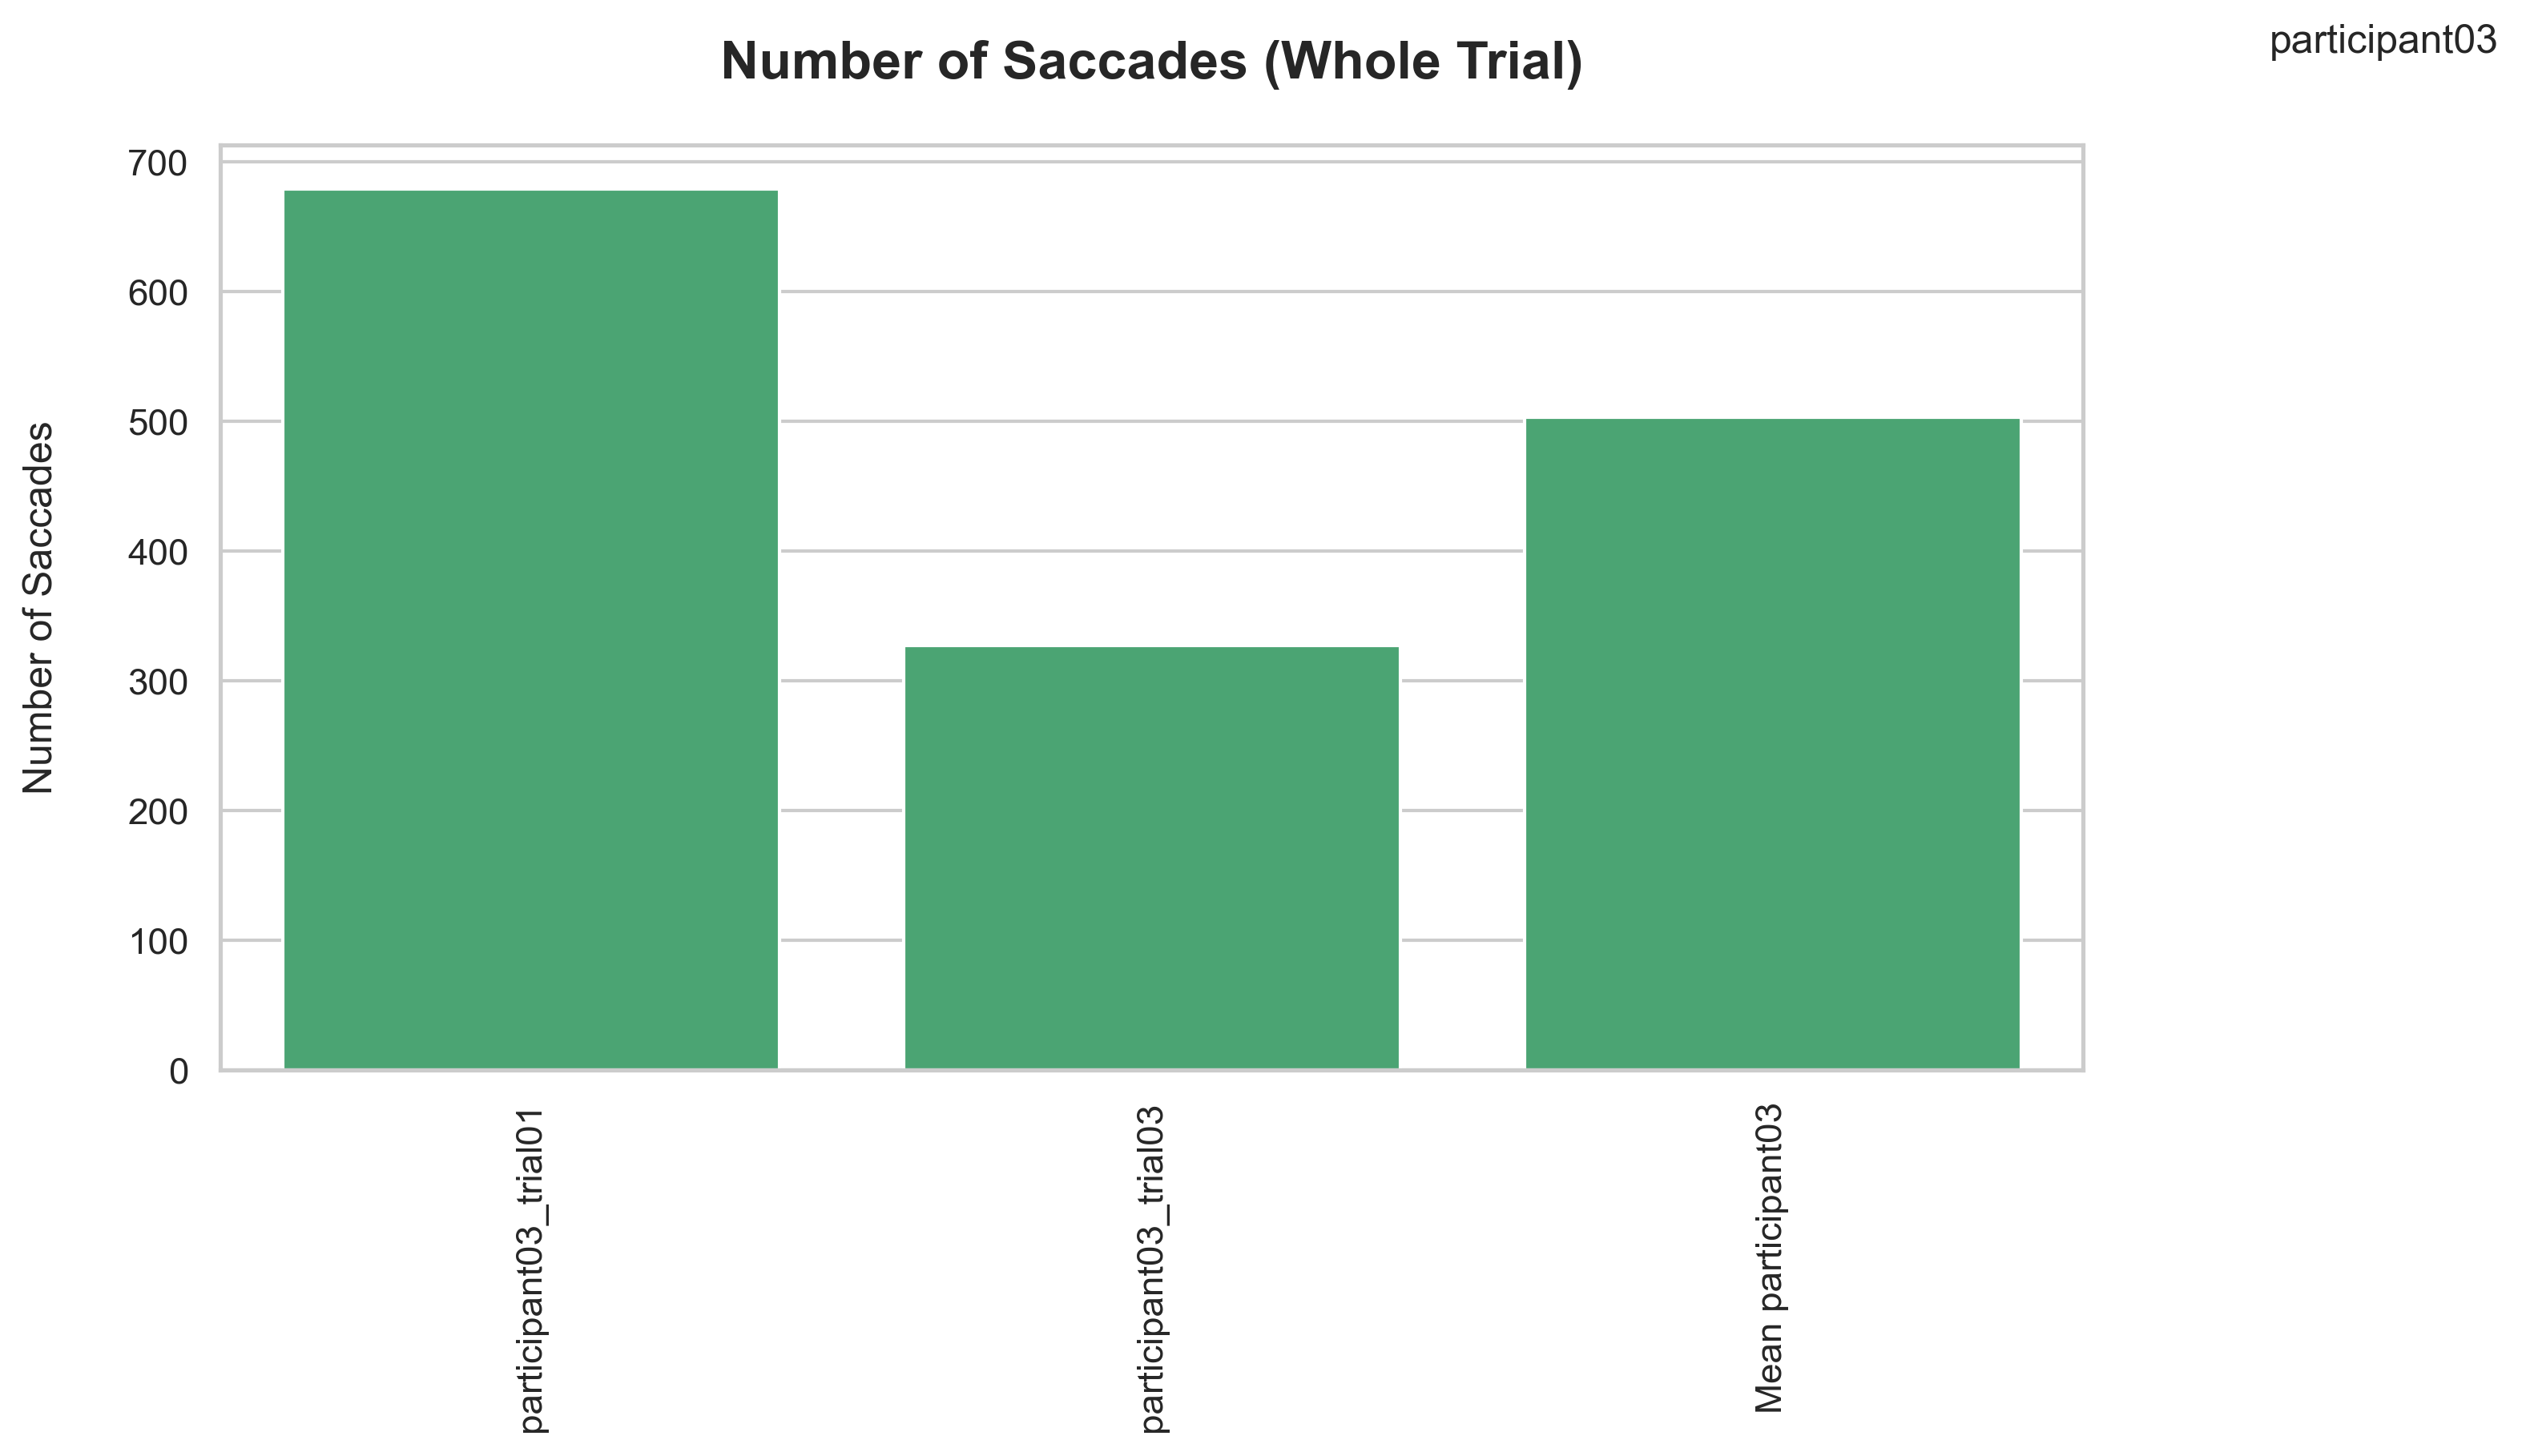 participant03
Number of Saccades (Whole Trial)
Number of Saccades
700
600
500
400
300
200
100
0
participant03_trial01
participant03_trial03
Mean participant03